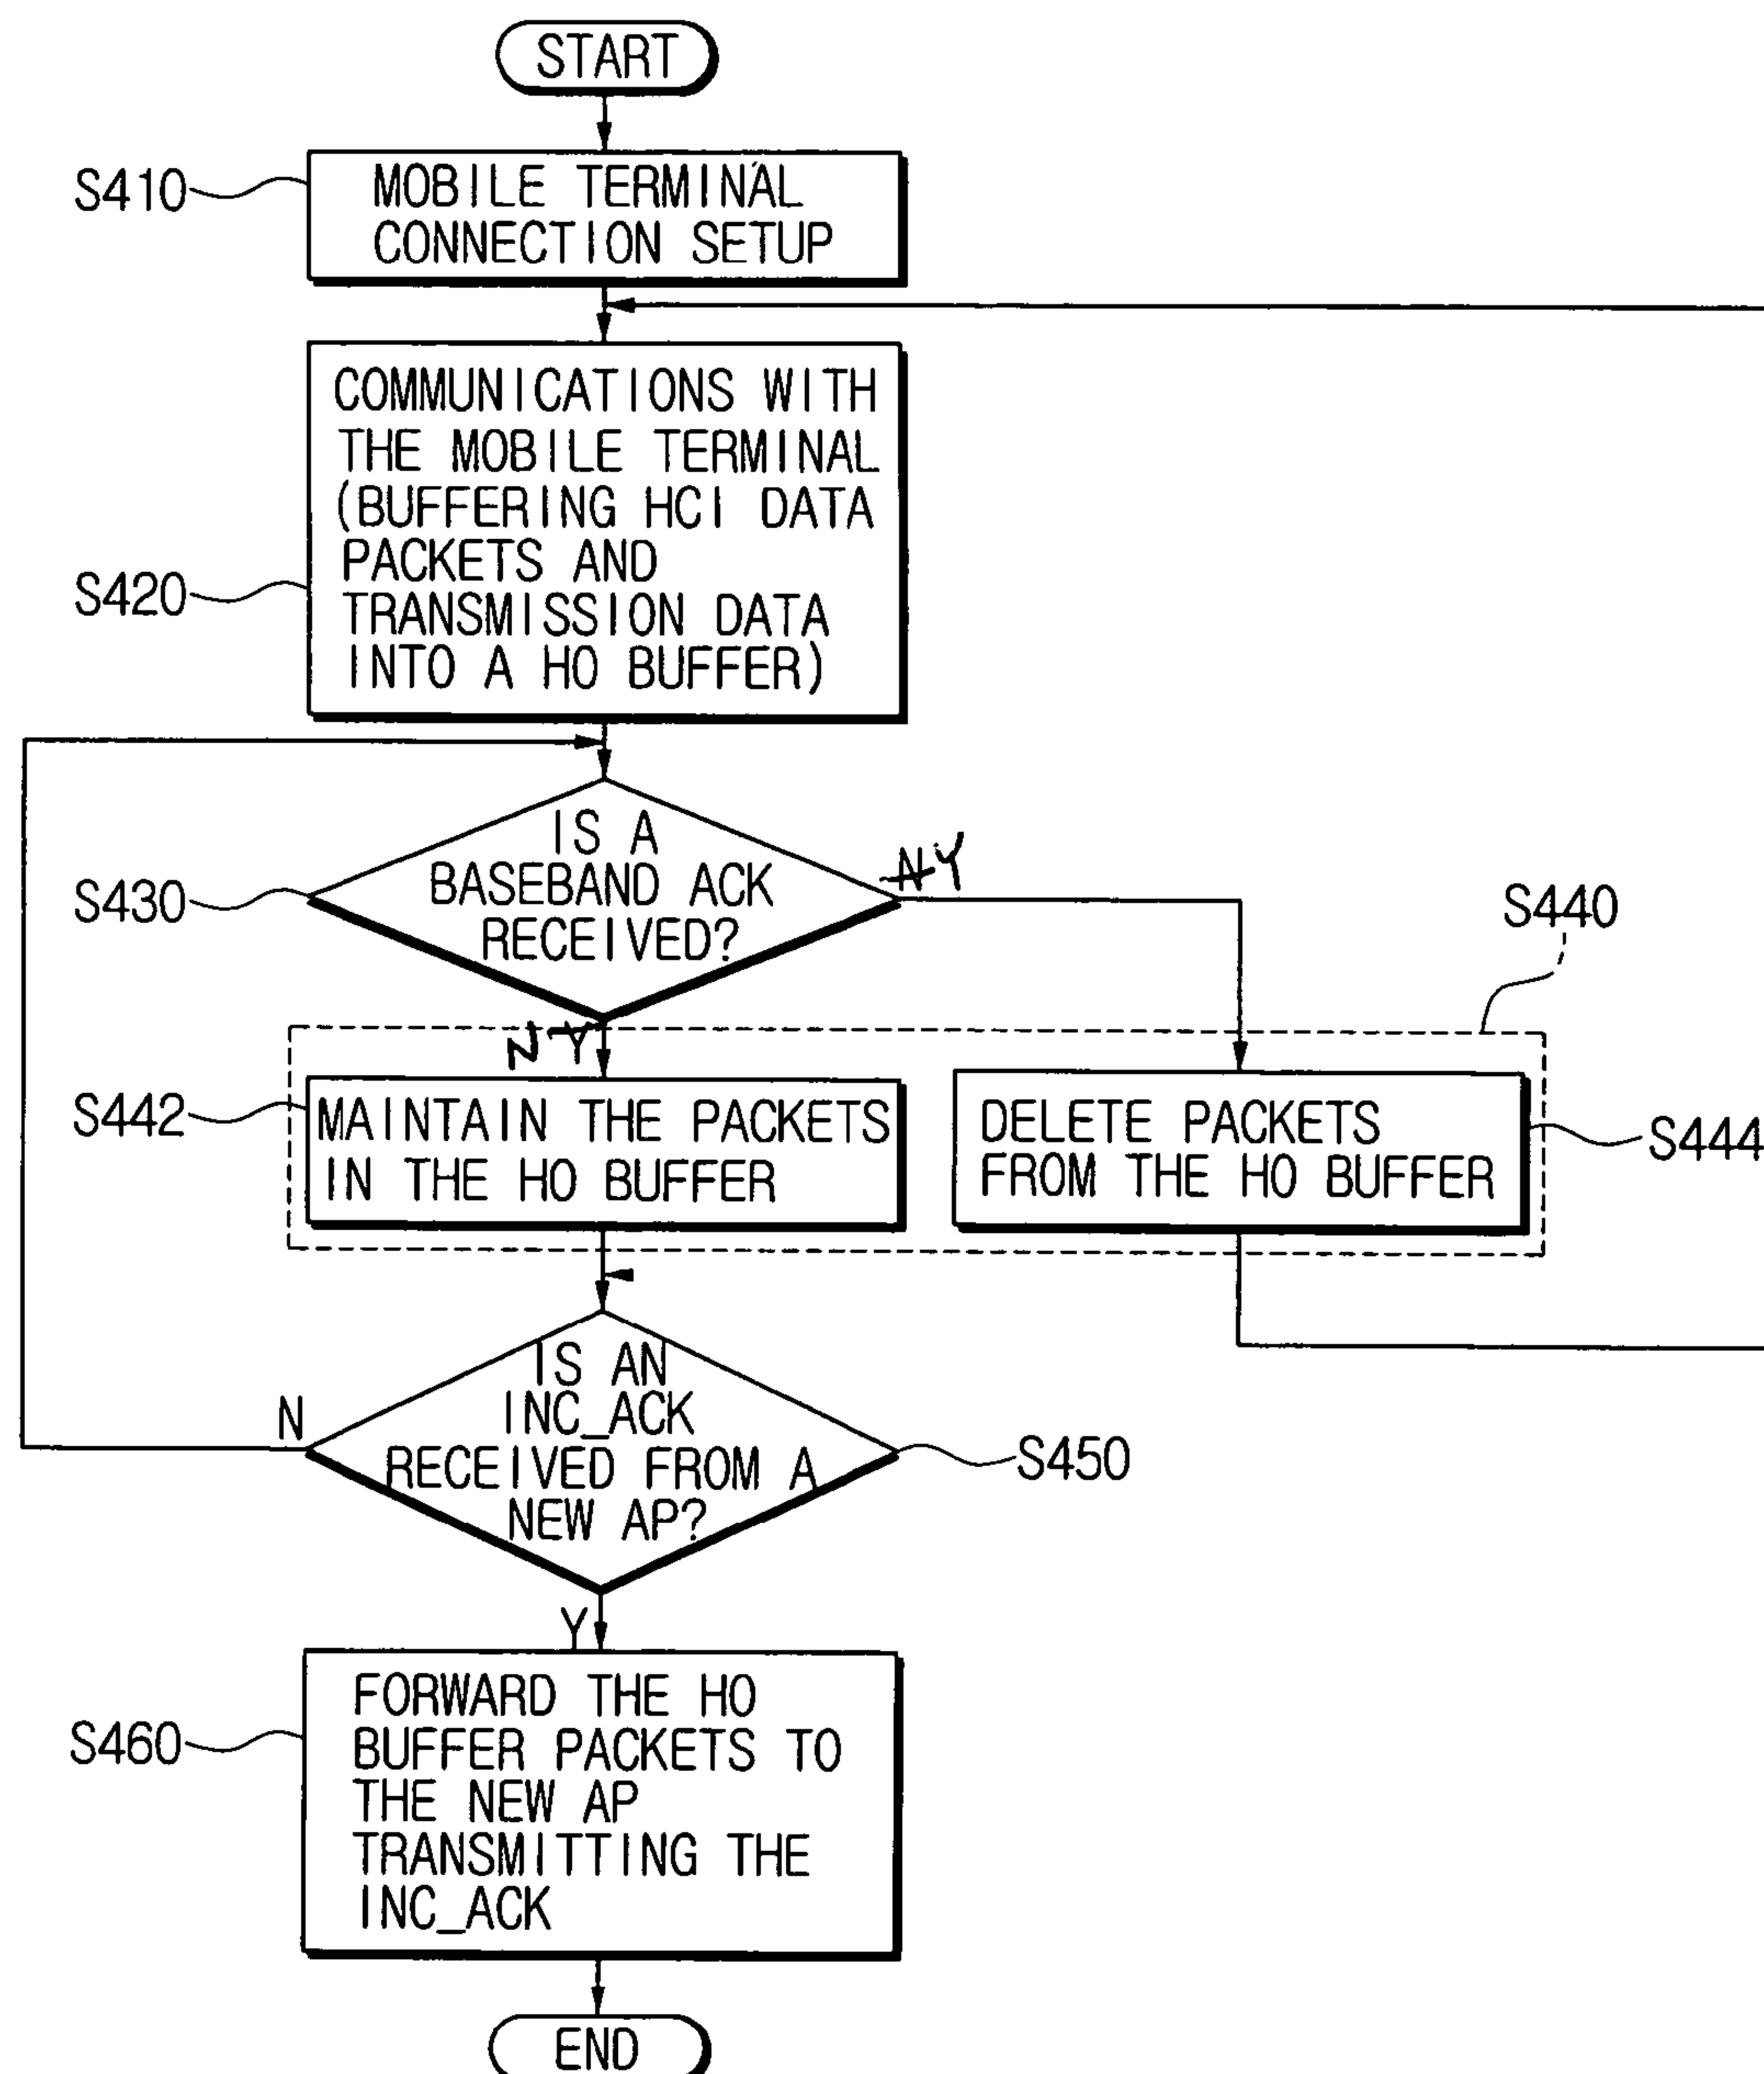 START
S410
MOBILE TERMINAL
CONNECTION SETUP
S420
COMMUNICATIONS WITH
THE MOBILE TERMINAL
(BUFFERING HCI DATA
PACKETS AND
TRANSMISSION DATA
INTO A HO BUFFER)
S430
IS A
BASEBAND ACK
RECEIVED?
N Y
S440
N Y
S442
MAINTAIN THE PACKETS
IN THE HO BUFFER
DELETE PACKETS
FROM THE HO BUFFER
S444
IS AN
INC_ACK
RECEIVED FROM A
NEW AP?
N
S450
Y
S460
FORWARD THE HO
BUFFER PACKETS TO
THE NEW AP
TRANSMITTING THE
INC_ACK
END